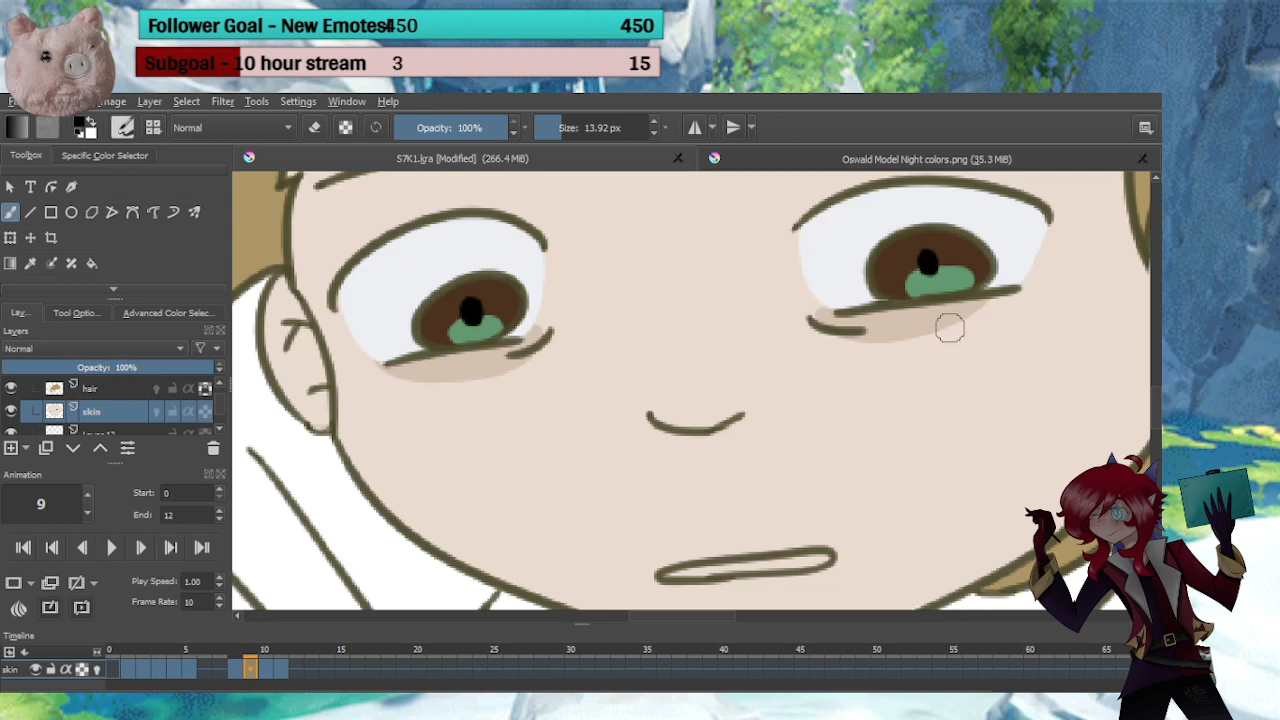 Follower Goal - New Emotes! 450 450
Subgoal - 10 hour stream 3 15
Layer Select Filter Tools Settings Window Help
Normal Opacity: 100% Size: 13.92 px
Toolbox Specific Color Selector S7K1.kra [Modified] (266.4 MiB) Oswald Model Night colors.png (35.3 MiB)
Lay... Tool Optio... Advanced Color Selec...
Layers
Normal
Opacity: 100%
hair
skin
Animation
9 Start: 0
End: 12
Play Speed: 1.00
Frame Rate: 10
Timeline
0 5 10 15 20 25 30 35 40 45 50 55 60 65
skin